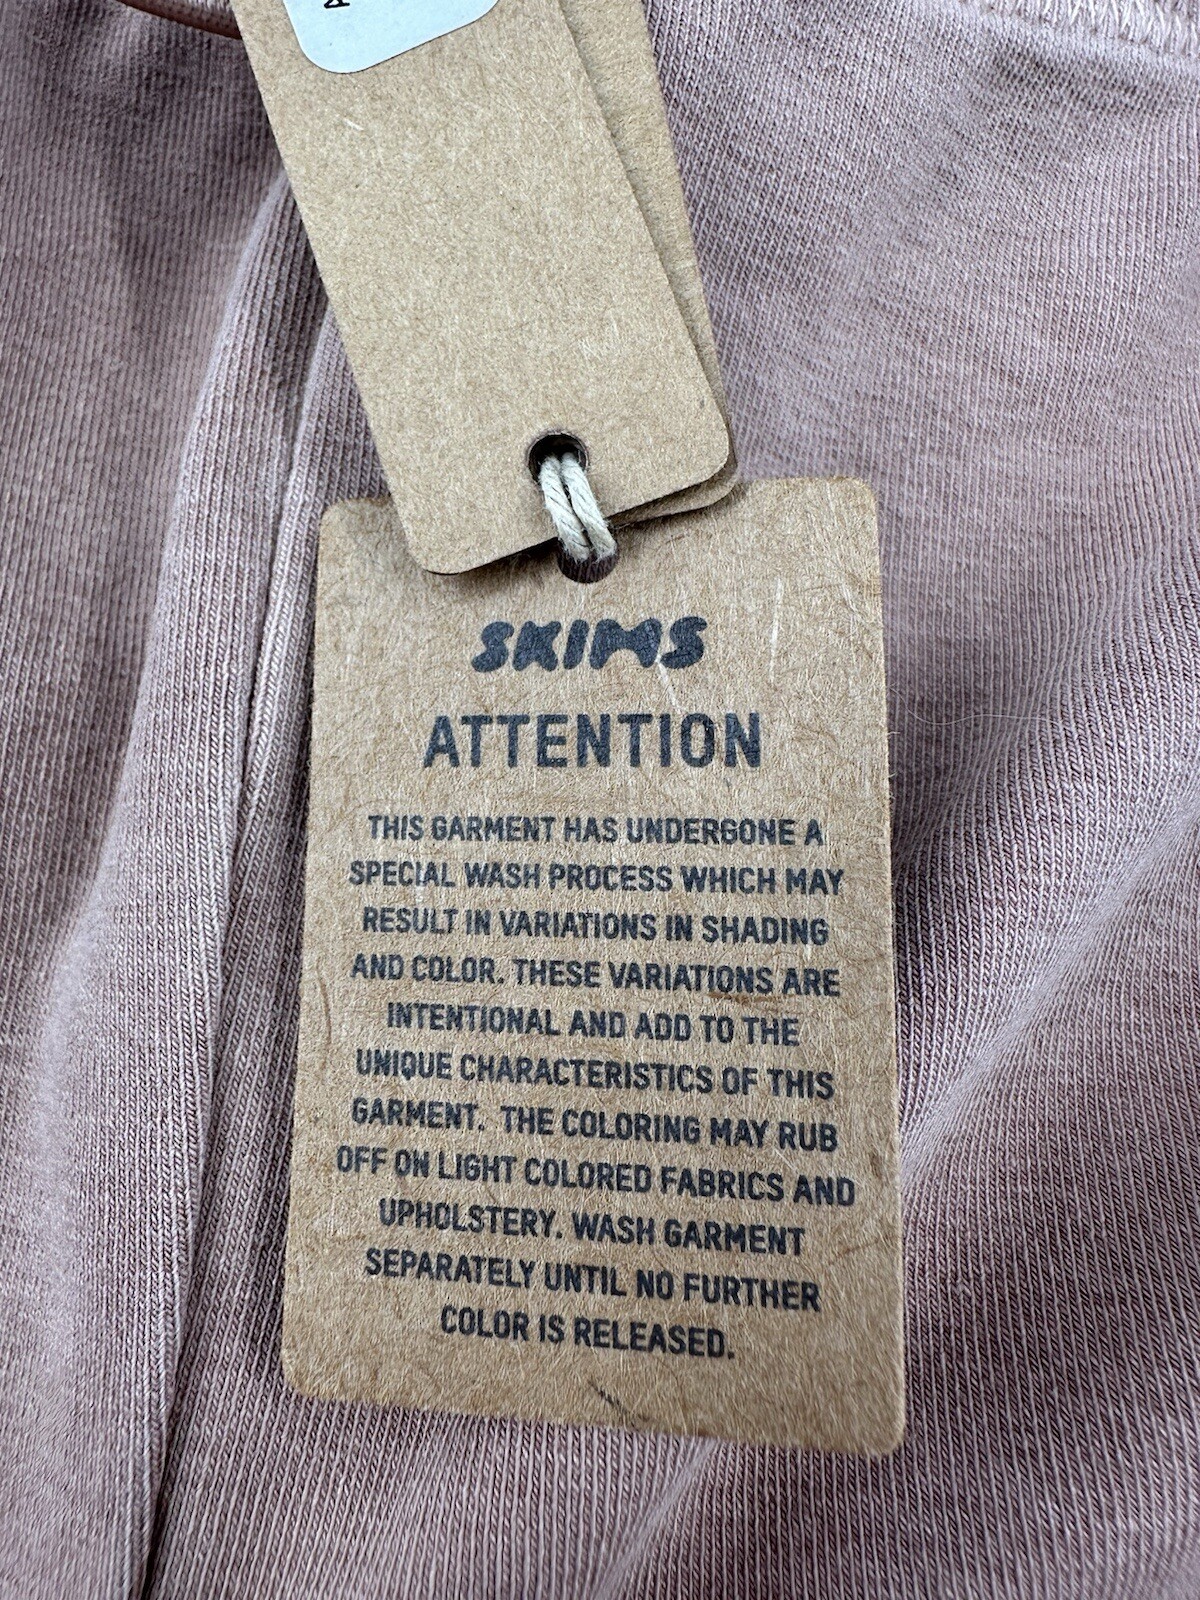 SKIMS
ATTENTION
THIS GARMENT HAS UNDERGONE A
SPECIAL WASH PROCESS WHICH MAY
RESULT IN VARIATIONS IN SHADING
AND COLOR. THESE VARIATIONS ARE
INTENTIONAL AND ADD TO THE
UNIQUE CHARACTERISTICS OF THIS
GARMENT. THE COLORING MAY RUB
OFF ON LIGHT COLORED FABRICS AND
UPHOLSTERY. WASH GARMENT
SEPARATELY UNTIL NO FURTHER
COLOR IS RELEASED.